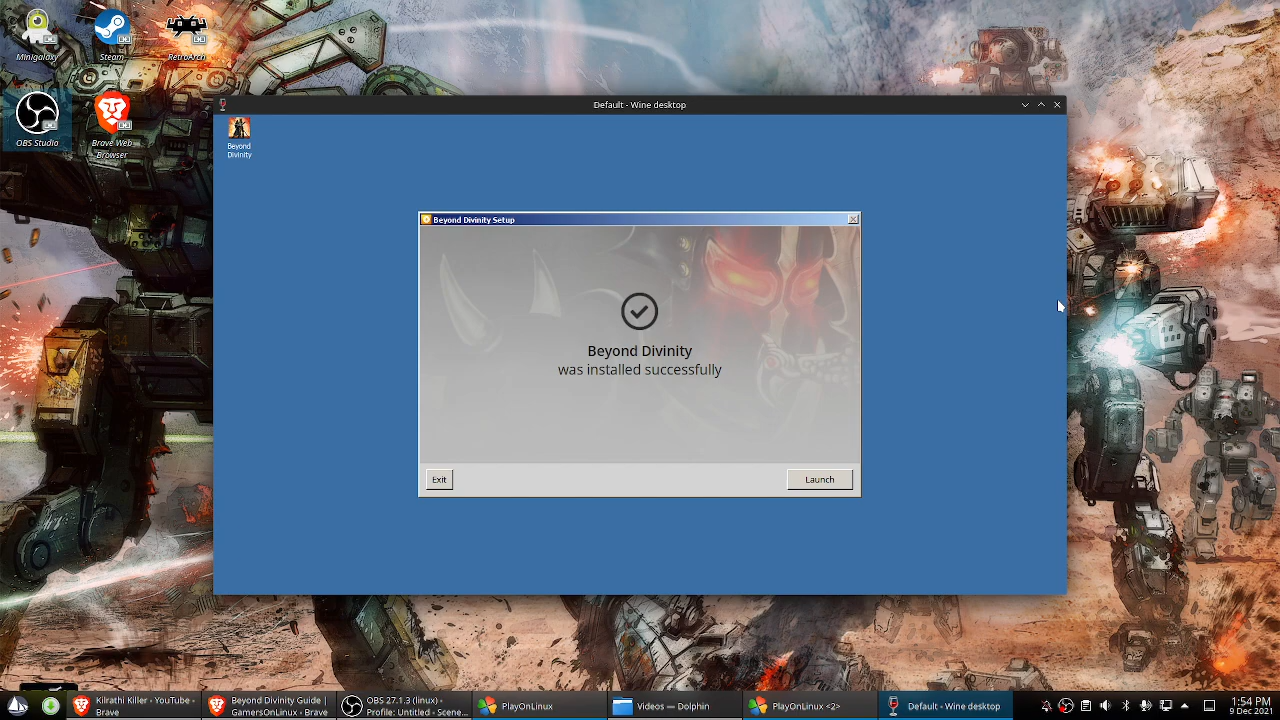 Minigalaxy
Steam
RetroArch
OBS Studio
Brave Web
Browser
Default - Wine desktop
Beyond
Divinity
Beyond Divinity Setup
Beyond Divinity
was installed successfully
Exit
Launch
Kilrathi Killer - YouTube -
Brave
Beyond Divinity Guide |
GamersOnLinux - Brave
OBS 27.1.3 (linux) -
Profile: Untitled - Scene...
PlayOnLinux
Videos — Dolphin
PlayOnLinux <2>
Default - Wine desktop
1:54 PM
9 Dec 2021